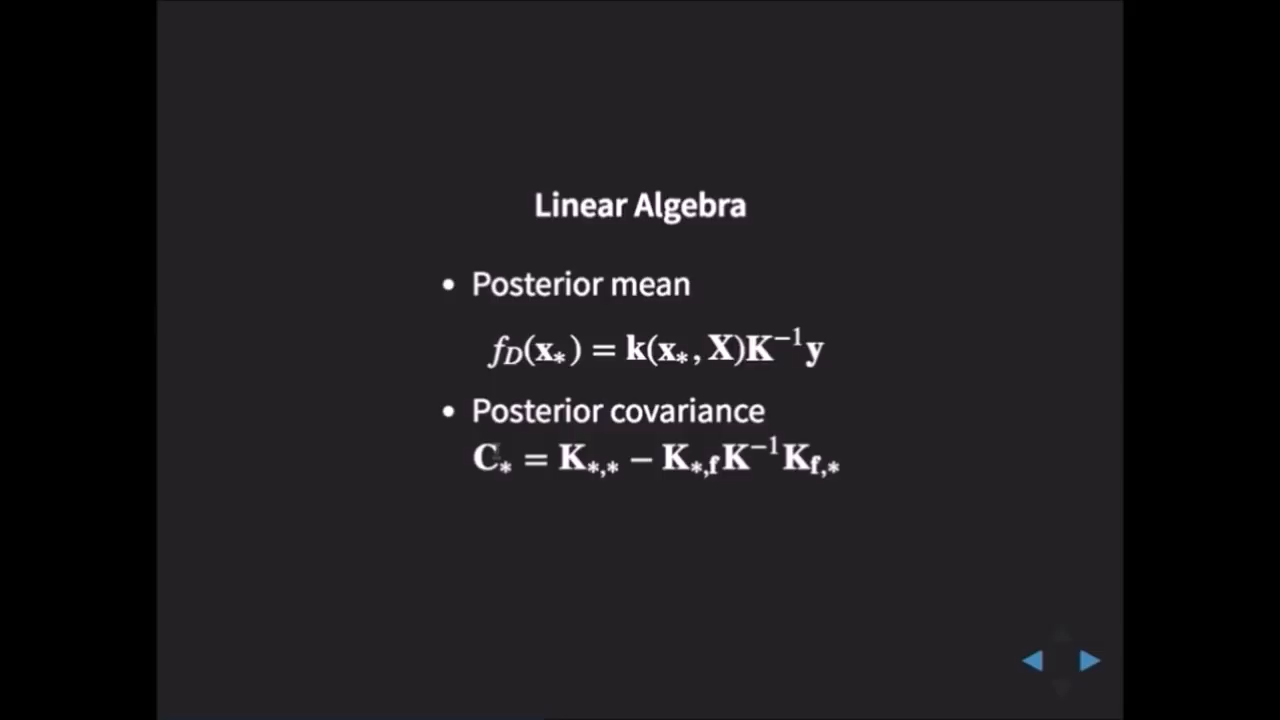 Linear Algebra
• Posterior mean
f_D(x_*) = k(x_*, X)K^{-1}y
• Posterior covariance
C_* = K_{*,*} − K_{*,f}K^{-1}K_{f,*}